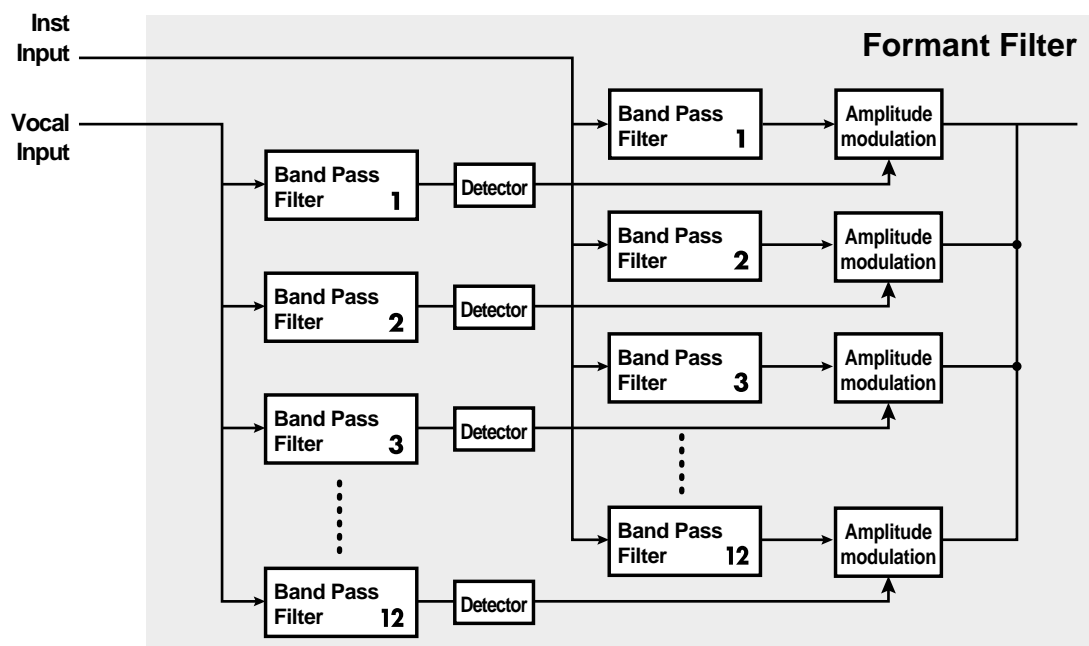 Inst
Input
Formant Filter
Vocal
Input
Band Pass
Filter 1
Amplitude
modulation
Band Pass
Filter 1
Detector
Band Pass
Filter 2
Amplitude
modulation
Band Pass
Filter 2
Detector
Band Pass
Filter 3
Amplitude
modulation
Band Pass
Filter 3
Detector
Band Pass
Filter 12
Amplitude
modulation
Band Pass
Filter 12
Detector